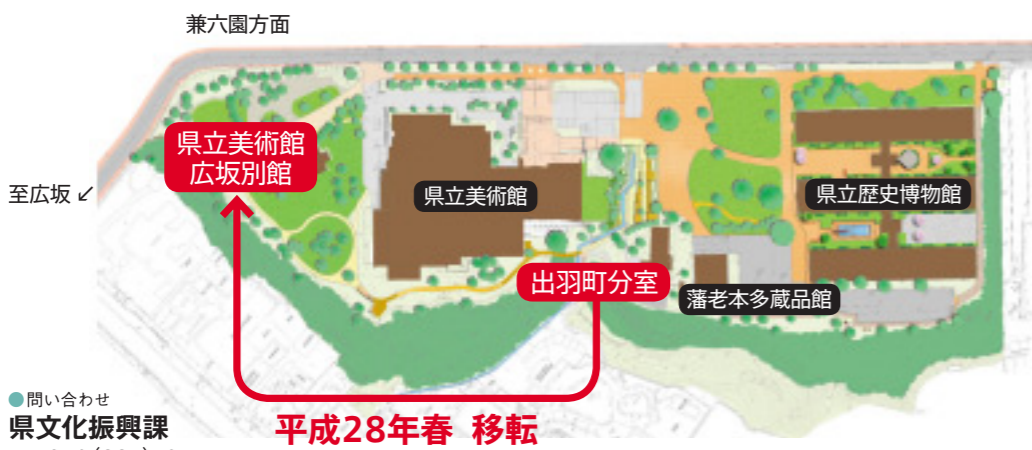 兼六園方面
県立美術館
広坂別館
至広坂↙
県立美術館
県立歴史博物館
出羽町分室
藩老本多蔵品館
●問い合わせ
県文化振興課
平成28年春 移転